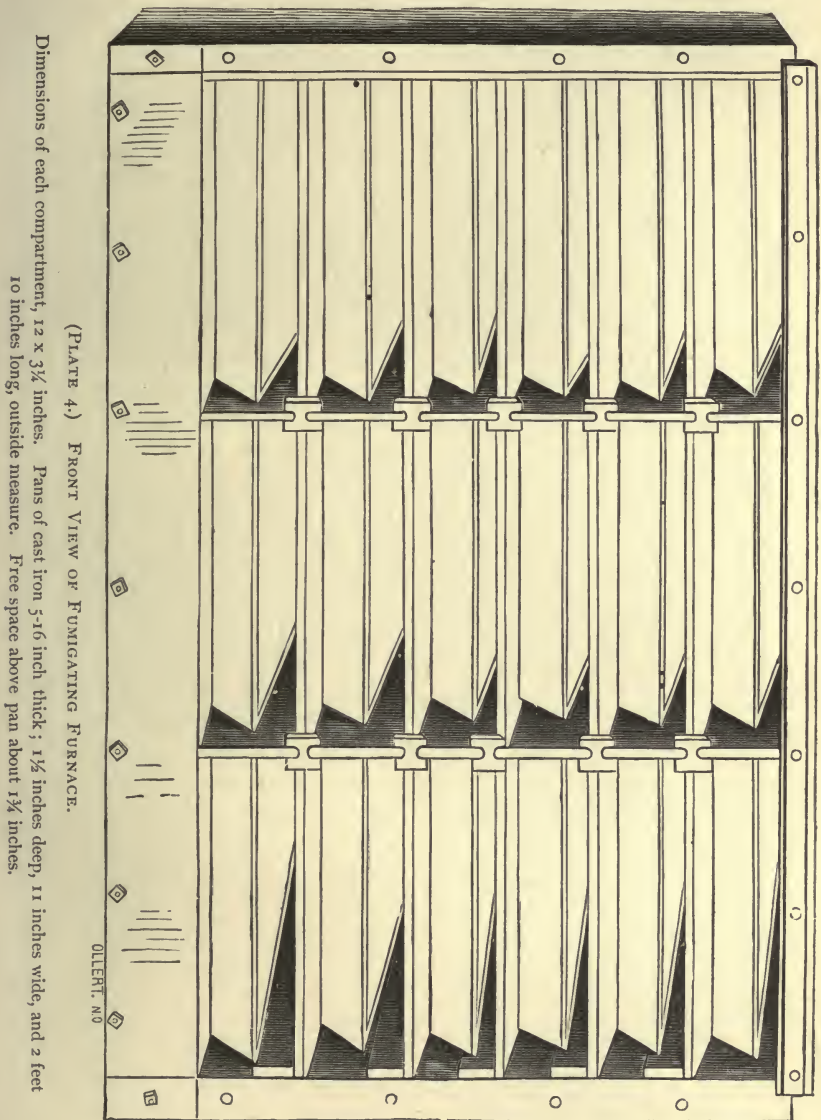 OLLERT. N.O
(PLATE 4.) FRONT VIEW OF FUMIGATING FURNACE.
Dimensions of each compartment, 12 x 3¼ inches. Pans of cast iron 5-16 inch thick; 1½ inches deep, 11 inches wide, and 2 feet
10 inches long, outside measure. Free space above pan about 1¾ inches.